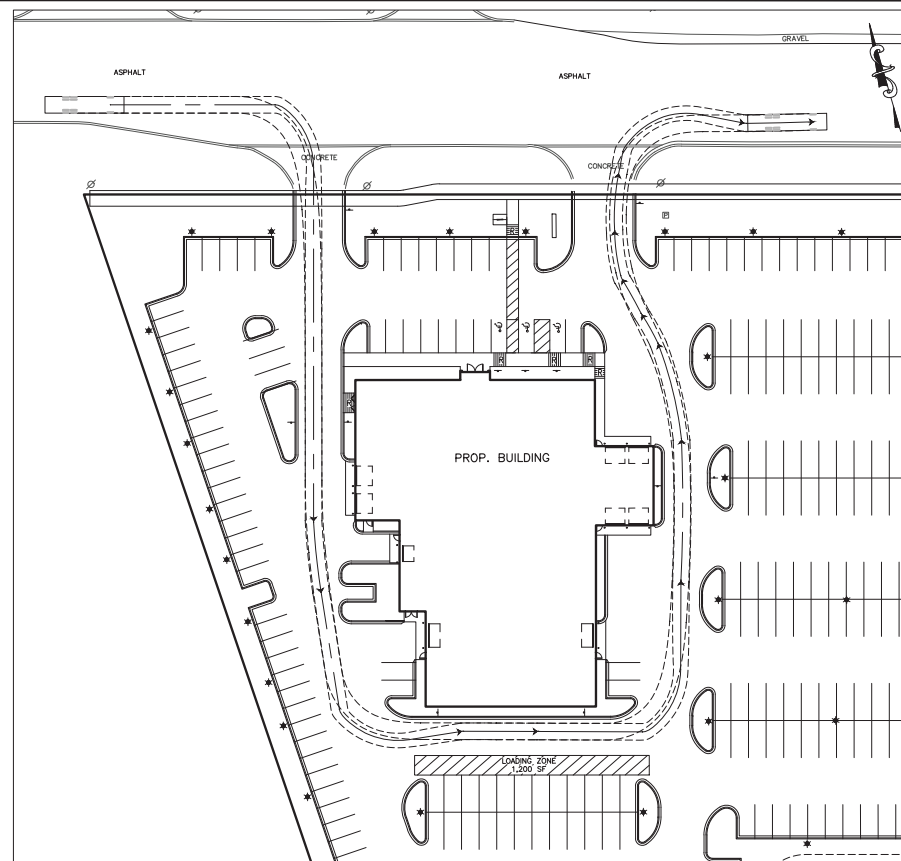 GRAVEL
ASPHALT
ASPHALT
CONCRETE
CONCRETE
P
R
R
R
R
R
R
PROP. BUILDING
LOADING ZONE
1,200 SF